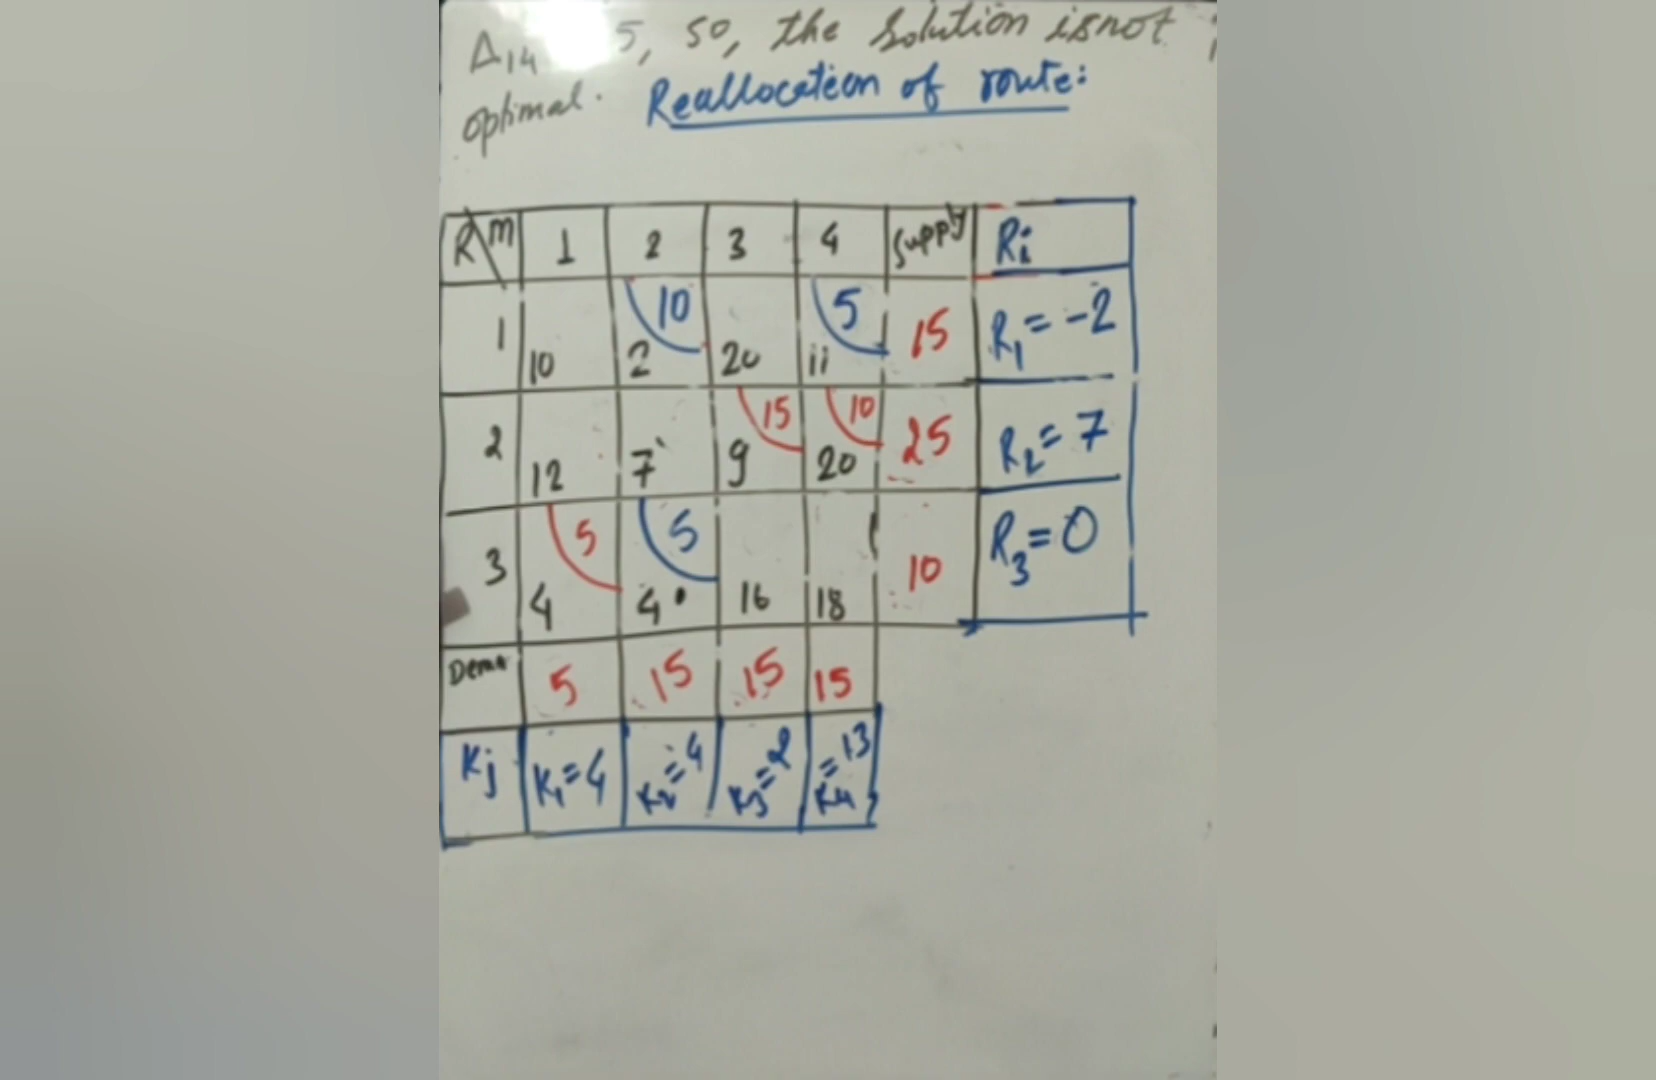 Δ14 5, so, the solution is not
optimal. Reallocation of route:
R m 1 2 3 4 Supply Ri
10 5
1 10 2 20 11 15 R1 = -2
15 10
2 12 7 9 20 25 R2 = 7
5 5
3 4 4 16 18 10 R3 = 0
5 15 15 15
Kj K1 = 4 K2 = 4 K3 = 2 K4 = 13